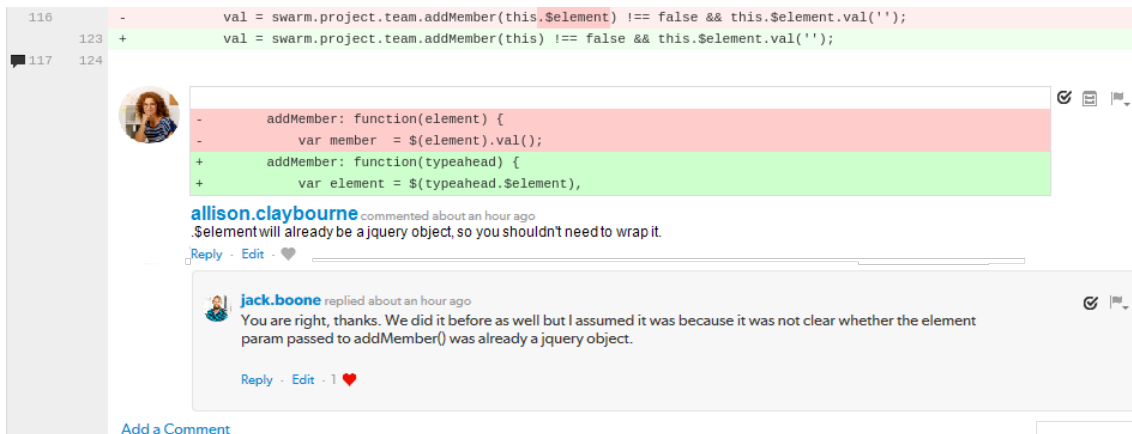 116 - val = swarm.project.team.addMember(this.$element) !== false && this.$element.val('');
123 + val = swarm.project.team.addMember(this) !== false && this.$element.val('');
117 124
- addMember: function(element) {
- var member = $(element).val();
+ addMember: function(typeahead) {
+ var element = $(typeahead.$element),
allison.claybourne commented about an hour ago
.$element will already be a jquery object, so you shouldn't need to wrap it.
Reply · Edit ·
jack.boone replied about an hour ago
You are right, thanks. We did it before as well but I assumed it was because it was not clear whether the element
param passed to addMember() was already a jquery object.
Reply · Edit · 1
Add a Comment